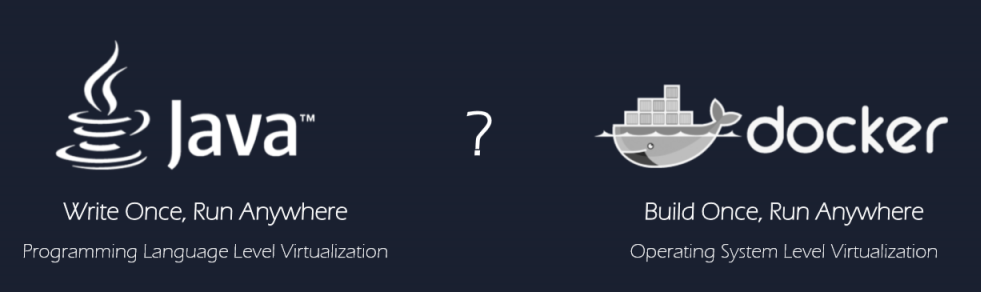 Java™
?
docker
Write Once, Run Anywhere
Build Once, Run Anywhere
Programming Language Level Virtualization
Operating System Level Virtualization